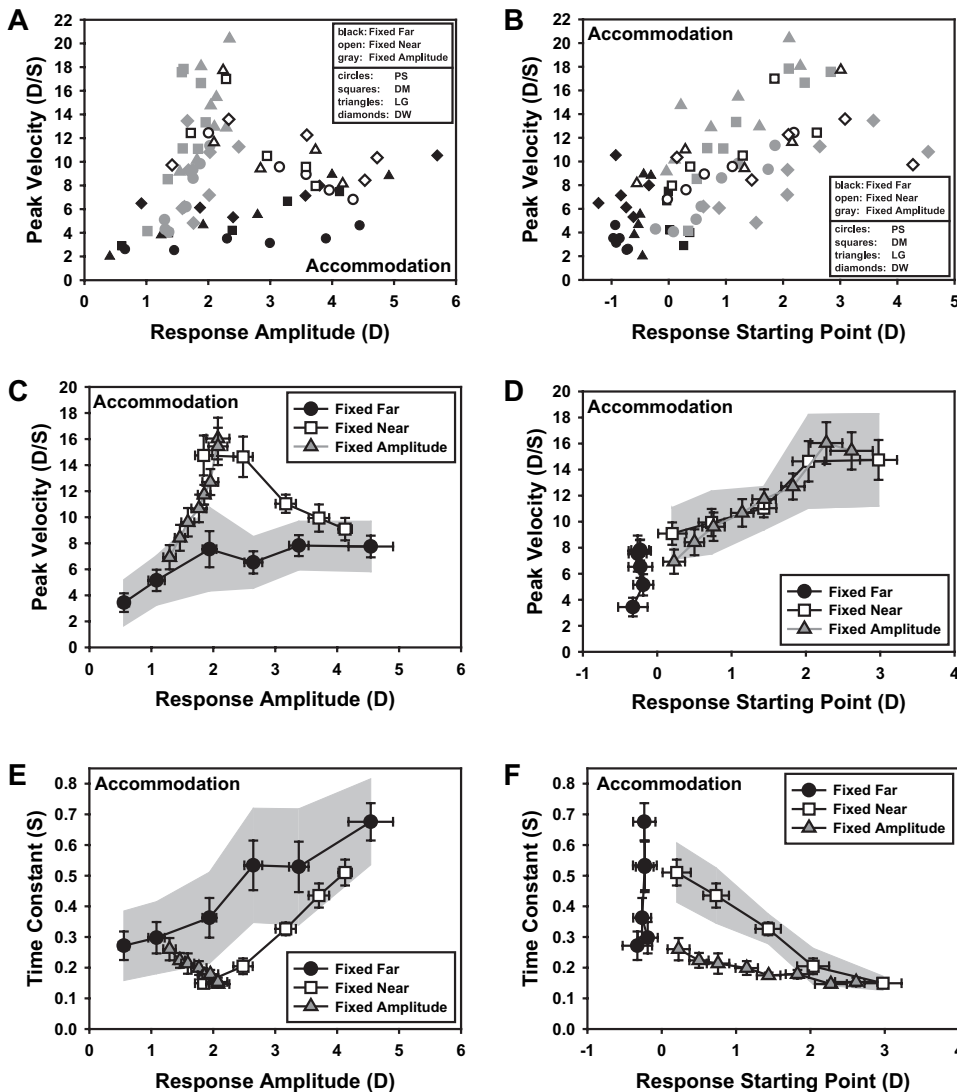 A
Peak Velocity (D/S)
22
20
18
16
14
12
10
8
6
4
2
0
black: Fixed Far
open: Fixed Near
gray: Fixed Amplitude
circles: PS
squares: DM
triangles: LG
diamonds: DW
Accommodation
0 1 2 3 4 5 6
Response Amplitude (D)
B
Accommodation
Peak Velocity (D/S)
22
20
18
16
14
12
10
8
6
4
2
0
black: Fixed Far
open: Fixed Near
gray: Fixed Amplitude
circles: PS
squares: DM
triangles: LG
diamonds: DW
-1 0 1 2 3 4 5
Response Starting Point (D)
C
Accommodation
Peak Velocity (D/S)
20
18
16
14
12
10
8
6
4
2
0
Fixed Far
Fixed Near
Fixed Amplitude
0 1 2 3 4 5 6
Response Amplitude (D)
D
Accommodation
Peak Velocity (D/S)
20
18
16
14
12
10
8
6
4
2
0
Fixed Far
Fixed Near
Fixed Amplitude
-1 0 1 2 3 4
Response Starting Point (D)
E
Accommodation
Time Constant (S)
0.8
0.7
0.6
0.5
0.4
0.3
0.2
0.1
0.0
Fixed Far
Fixed Near
Fixed Amplitude
0 1 2 3 4 5 6
Response Amplitude (D)
F
Accommodation
Time Constant (S)
0.8
0.7
0.6
0.5
0.4
0.3
0.2
0.1
0.0
Fixed Far
Fixed Near
Fixed Amplitude
-1 0 1 2 3 4
Response Starting Point (D)